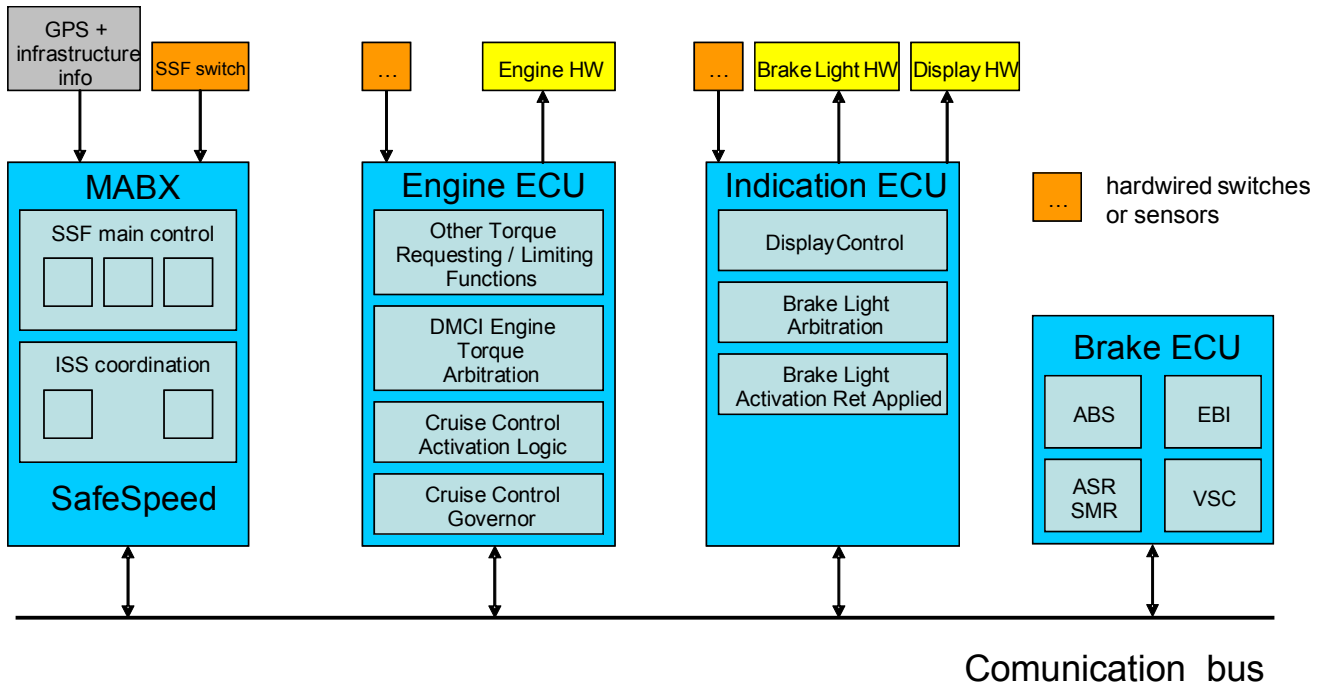 GPS +
infrastructure
info
SSF switch
...
Engine HW
...
Brake Light HW
Display HW
MABX
SSF main control
ISS coordination
SafeSpeed
Engine ECU
Other Torque
Requesting / Limiting
Functions
DMCI Engine
Torque
Arbitration
Cruise Control
Activation Logic
Cruise Control
Governor
Indication ECU
DisplayControl
Brake Light
Arbitration
Brake Light
Activation Ret Applied
...
hardwired switches
or sensors
Brake ECU
ABS
EBI
ASR
SMR
VSC
Comunication bus